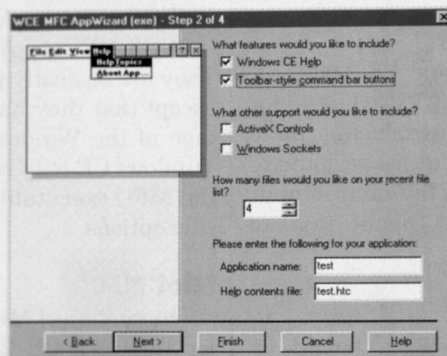 WCE MFC AppWizard (exe) - Step 2 of 4
File Edit View Help
Help Topics
About App...
What features would you like to include?
Windows CE Help
Toolbar-style command bar buttons
What other support would you like to include?
ActiveX Controls
Windows Sockets
How many files would you like on your recent file
list?
4
Please enter the following for your application:
Application name: test
Help contents file: test.htc
< Back Next > Finish Cancel Help